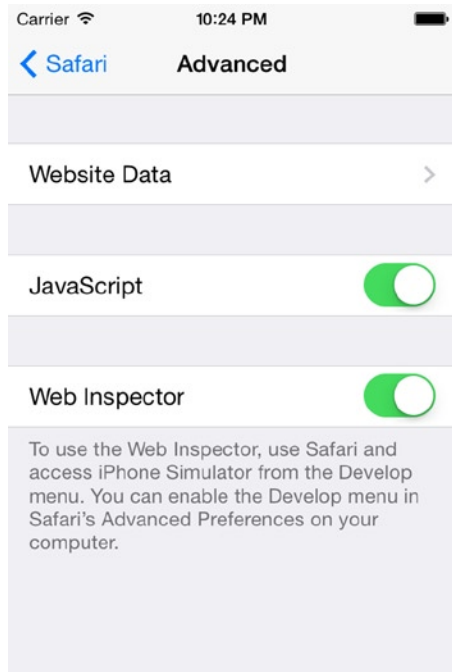 Carrier 10:24 PM
Safari Advanced
Website Data
JavaScript
Web Inspector
To use the Web Inspector, use Safari and
access iPhone Simulator from the Develop
menu. You can enable the Develop menu in
Safari's Advanced Preferences on your
computer.